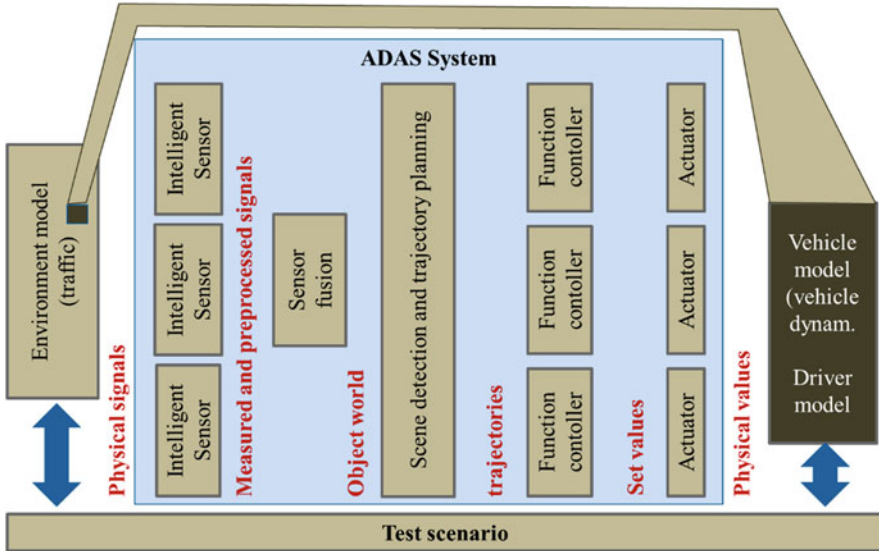 ADAS System
Environment model
(traffic)
Physical signals
Intelligent
Sensor
Intelligent
Sensor
Intelligent
Sensor
Measured and preprocessed signals
Sensor
fusion
Object world
Scene detection and trajectory planning
trajectories
Function
contoller
Function
contoller
Function
contoller
Set values
Actuator
Actuator
Actuator
Physical values
Vehicle
model
(vehicle
dynam.
Driver
model
Test scenario